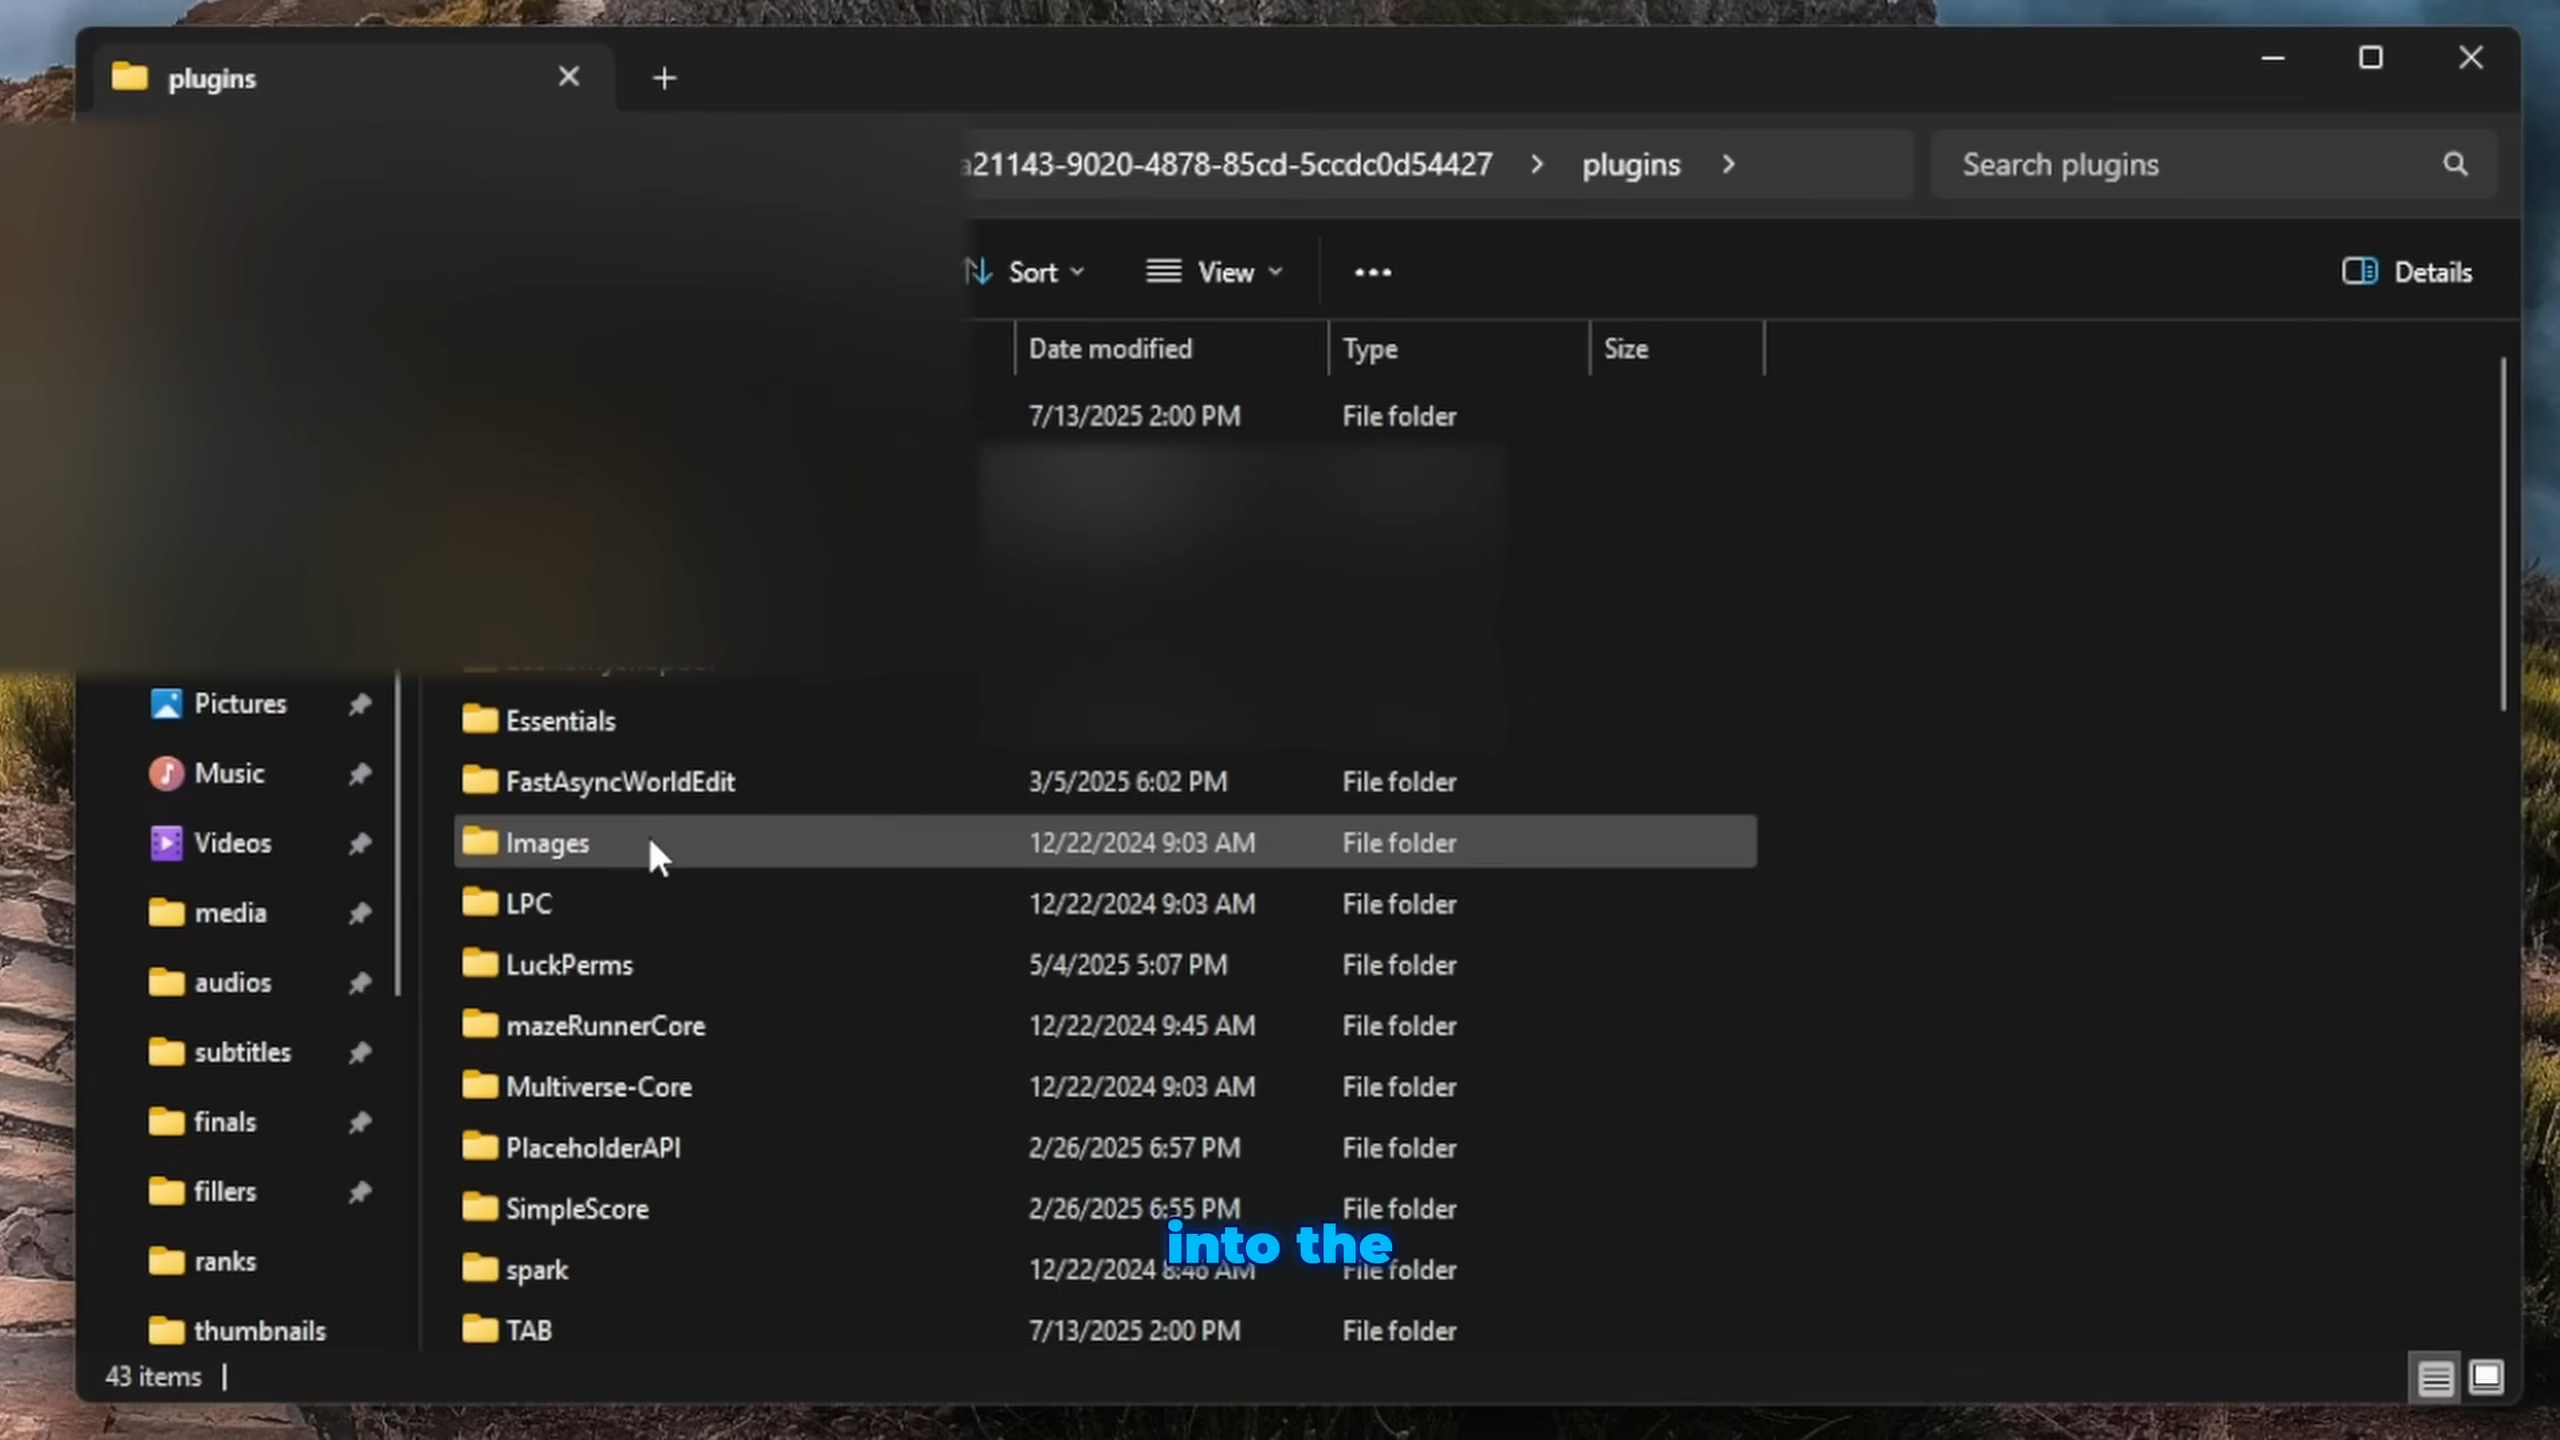 plugins
a21143-9020-4878-85cd-5ccdc0d54427 > plugins >
Search plugins
Sort
View
Details
Date modified
Type
Size
7/13/2025 2:00 PM File folder
Pictures
Music
Videos
media
audios
subtitles
finals
fillers
ranks
thumbnails
Essentials
FastAsyncWorldEdit 3/5/2025 6:02 PM File folder
Images 12/22/2024 9:03 AM File folder
LPC 12/22/2024 9:03 AM File folder
LuckPerms 5/4/2025 5:07 PM File folder
mazeRunnerCore 12/22/2024 9:45 AM File folder
Multiverse-Core 12/22/2024 9:03 AM File folder
PlaceholderAPI 2/26/2025 6:57 PM File folder
SimpleScore 2/26/2025 6:55 PM File folder
into the
spark 12/22/2024 8:46 AM File folder
TAB 7/13/2025 2:00 PM File folder
43 items